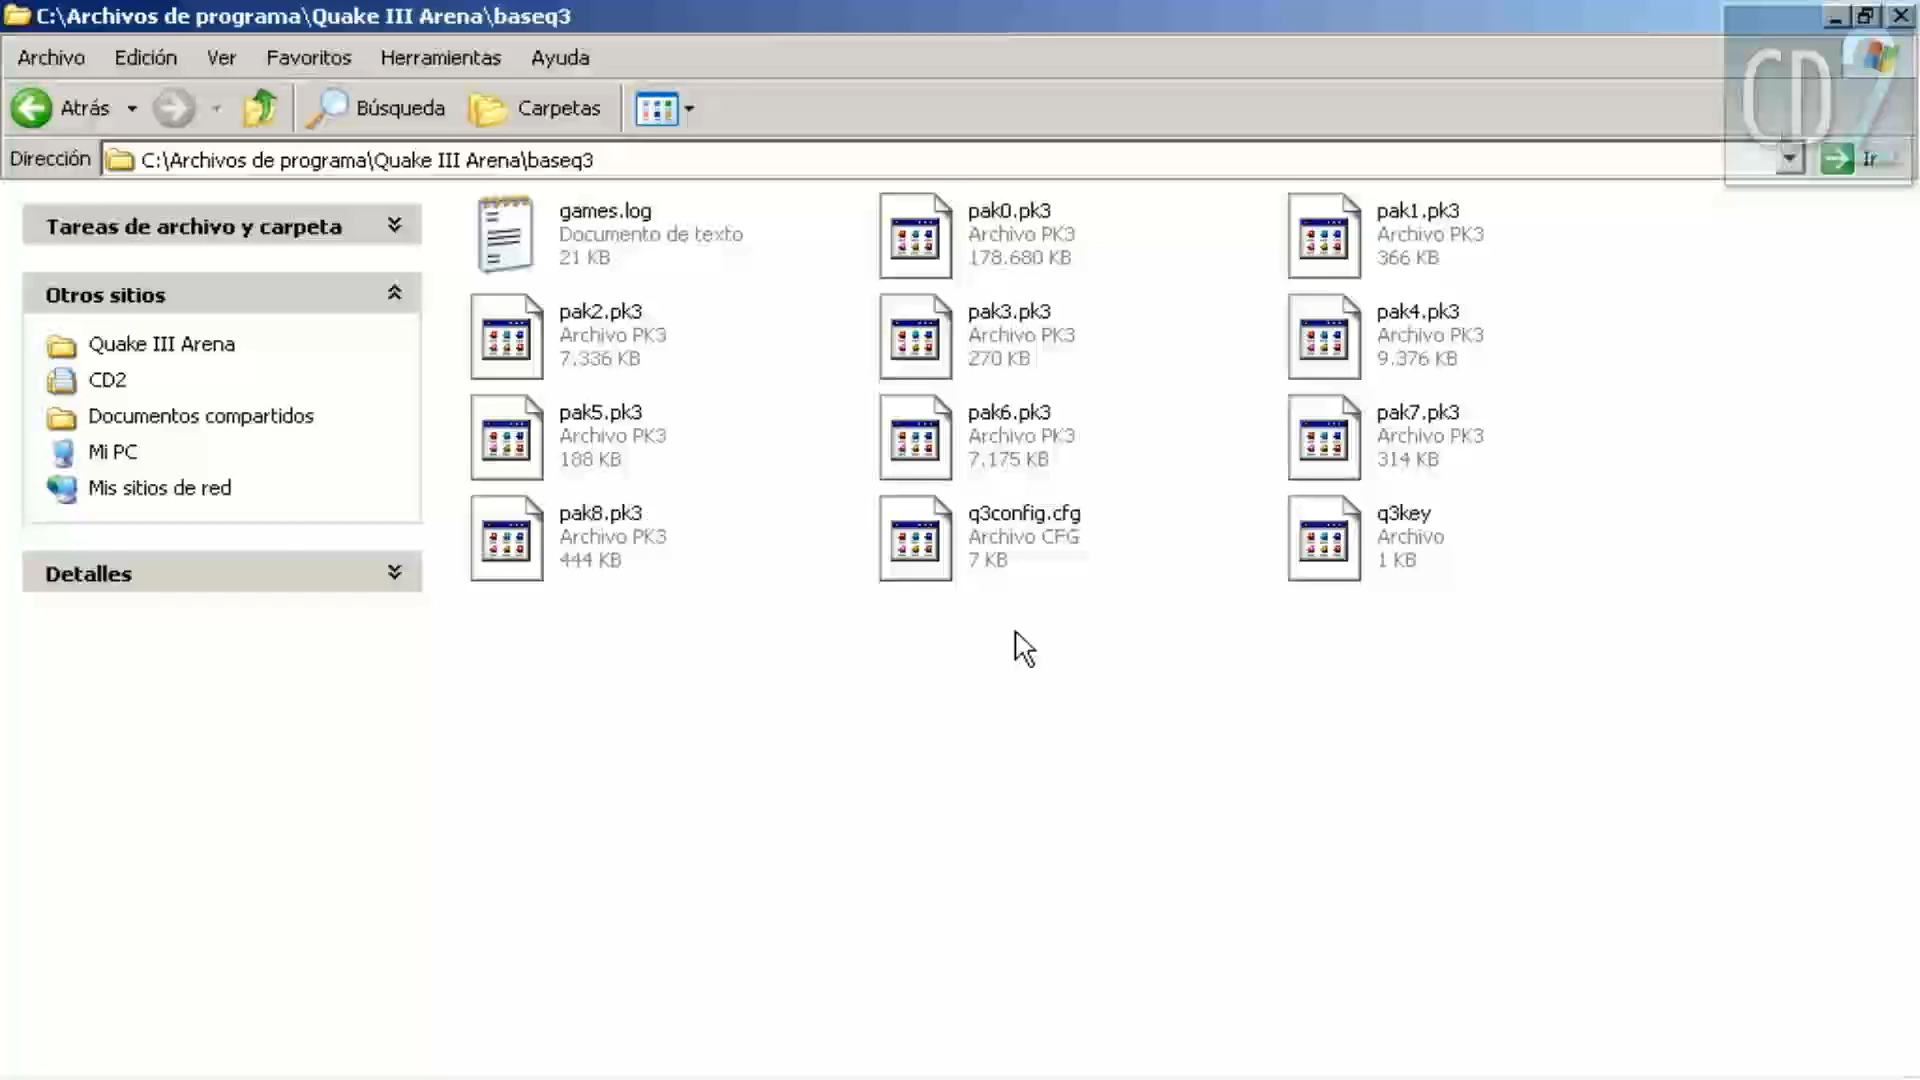 C:\Archivos de programa\Quake III Arena\baseq3
Archivo Edición Ver Favoritos Herramientas Ayuda
Atrás Búsqueda Carpetas
Dirección C:\Archivos de programa\Quake III Arena\baseq3 Ir
CD2
Tareas de archivo y carpeta
Otros sitios
Quake III Arena
CD2
Documentos compartidos
Mi PC
Mis sitios de red
Detalles
games.log
Documento de texto
21 KB
pak0.pk3
Archivo PK3
178.680 KB
pak1.pk3
Archivo PK3
366 KB
pak2.pk3
Archivo PK3
7.336 KB
pak3.pk3
Archivo PK3
270 KB
pak4.pk3
Archivo PK3
9.376 KB
pak5.pk3
Archivo PK3
188 KB
pak6.pk3
Archivo PK3
7.175 KB
pak7.pk3
Archivo PK3
314 KB
pak8.pk3
Archivo PK3
444 KB
q3config.cfg
Archivo CFG
7 KB
q3key
Archivo
1 KB